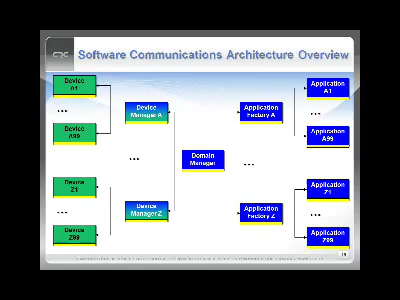 Software Communications Architecture Overview
Device
A1
...
Device
A99
Device
Z1
...
Device
Z99
Device
Manager A
...
Device
Manager Z
Domain
Manager
Application
Factory A
...
Application
Factory Z
Application
A1
...
Application
A99
Application
Z1
...
Application
Z99